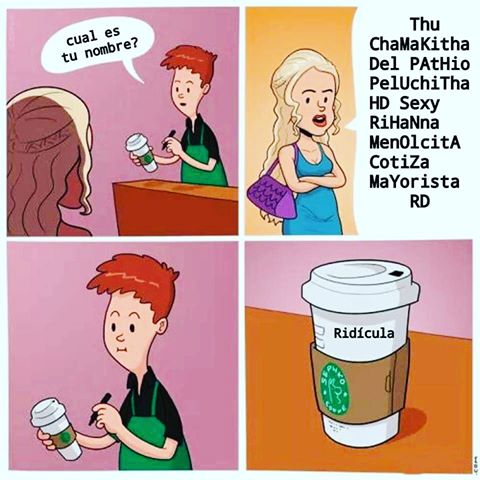 cual es
tu nombre?
Thu
ChaMaKitha
Del PAtHio
PelUchiTha
HD Sexy
RiHaNna
MenOlcitA
CotiZa
MaYorista
RD
Ridícula